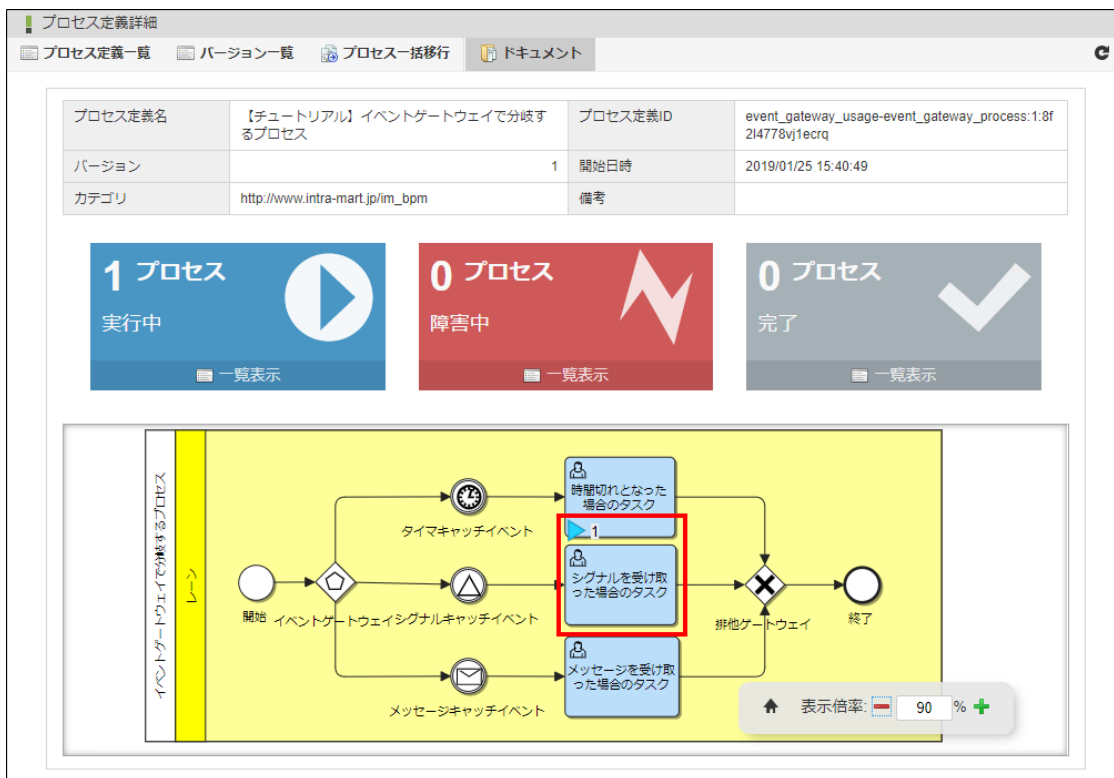 プロセス定義詳細
プロセス定義一覧 バージョン一覧 プロセス一括移行 ドキュメント
プロセス定義名
【チュートリアル】イベントゲートウェイで分岐す
るプロセス
プロセス定義ID
event_gateway_usage-event_gateway_process:1:8f
2l4778vj1ecrq
バージョン
1
開始日時
2019/01/25 15:40:49
カテゴリ
http://www.intra-mart.jp/im_bpm
備考
1 プロセス
実行中
一覧表示
0 プロセス
障害中
一覧表示
0 プロセス
完了
一覧表示
イベントゲートウェイで分岐するプロセス
レーン
開始
イベントゲートウェイ
タイマキャッチイベント
シグナルキャッチイベント
メッセージキャッチイベント
時間切れとなった
場合のタスク
1
シグナルを受け取
った場合のタスク
メッセージを受け取
った場合のタスク
排他ゲートウェイ
終了
表示倍率: 90 %